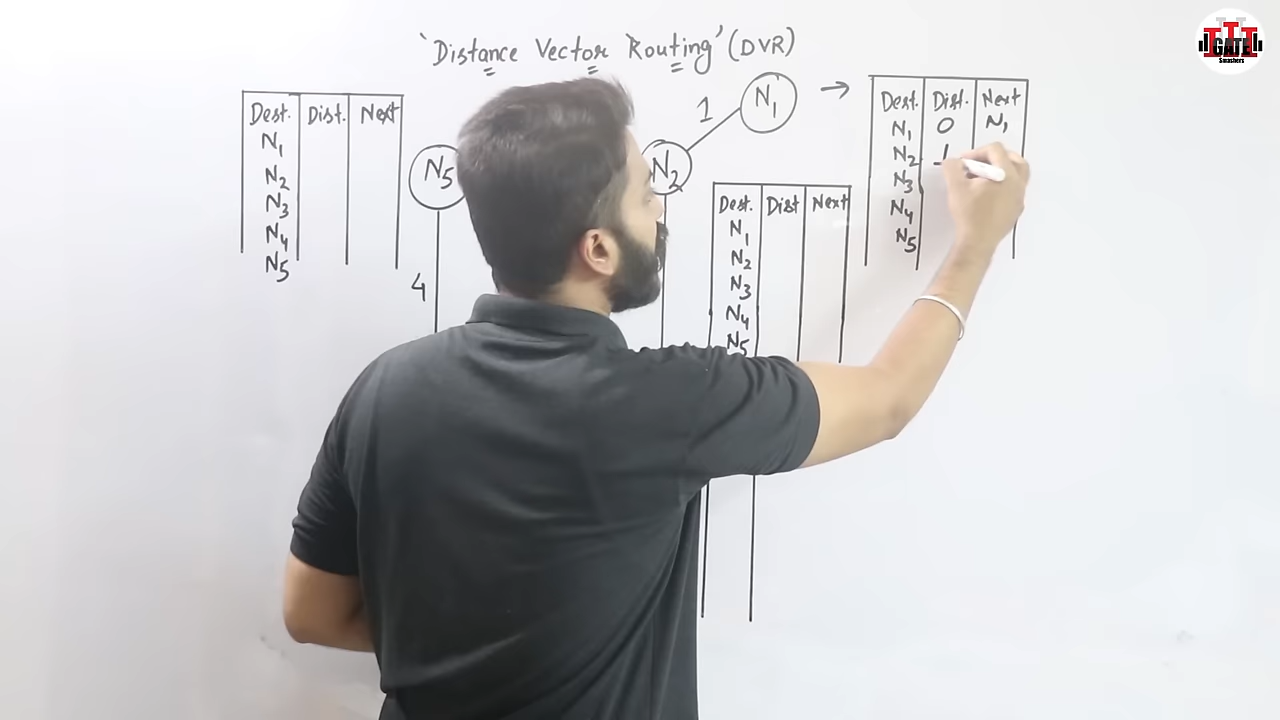 'Distance Vector Routing' (DVR)
Dest. Dist. Next
N1
N2
N3
N4
N5
N5
4
N2
1
N1 →
Dest. Dist Next
N1
N2
N3
N4
N5
Dest. Dist. Next
N1 0 N1
N2 1
N3
N4
N5
GATE
Smashers